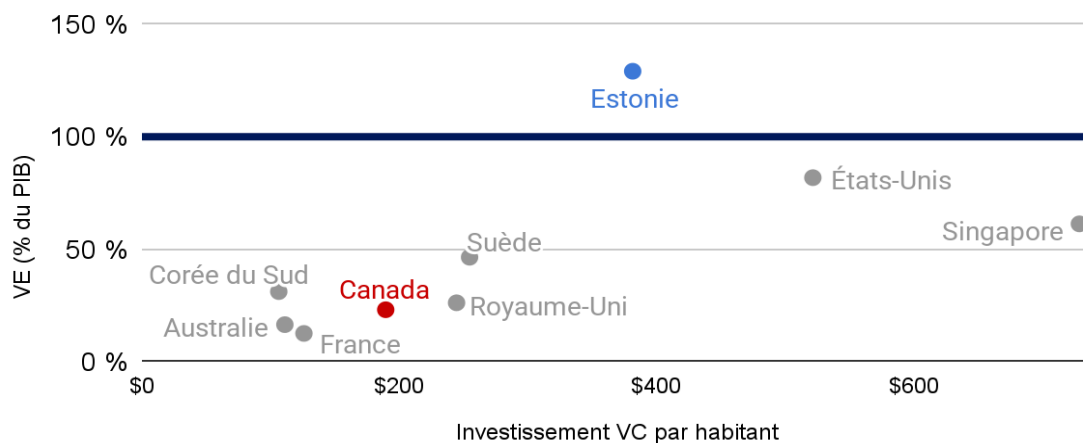 150 %
Estonie
100 %
États-Unis
VE (% du PIB)
Singapore
50 %
Suède
Corée du Sud
Canada
Royaume-Uni
Australie
France
0 %
$0
$200
$400
$600
Investissement VC par habitant